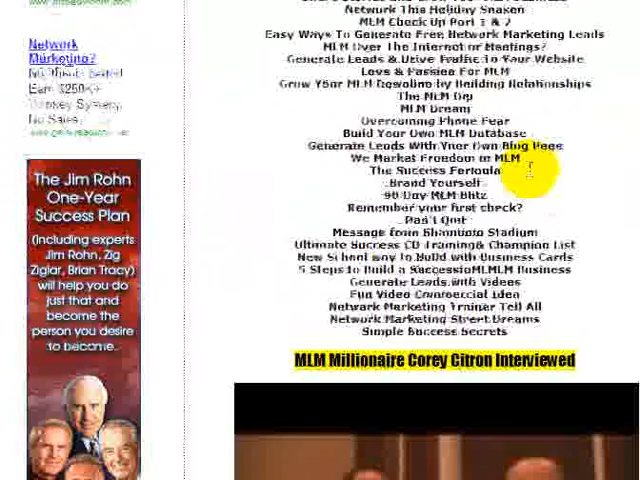 Network
Marketing?
No Sales.
The Jim Rohn
One-Year
Success Plan
(including experts
Jim Rohn, Zig
Ziglar, Brian Tracy)
will help you do
just that and
become the
person you desire
to become.
Network This Holiday Season
MLM Check Up Part 1 & 2
Easy Ways To Generate Free Network Marketing Leads
MLM Over The Internet or Meetings?
Generate Leads & Drive Traffic To Your Website
Love & Passion For MLM
Grow Your MLM Downline by Building Relationships
The MLM Dip
MLM Dream
Overcoming Phone Fear
Build Your Own MLM Database
Generate Leads With Your Own Blog Page
We Market Freedom in MLM
The Success Formula
Brand Yourself
90 Day MLM Blitz
Remember your first check?
Don't Quit
Message from Stadium
Ultimate Success CD Training& Champion List
New School way to Build with Business Cards
5 Steps to Build a Business
Generate Leads with Videos
Fun Video Commercial Idea
Network Marketing Trainer Tell All
Network Marketing Street Dreams
Simple Success Secrets
MLM Millionaire Corey Citron Interviewed